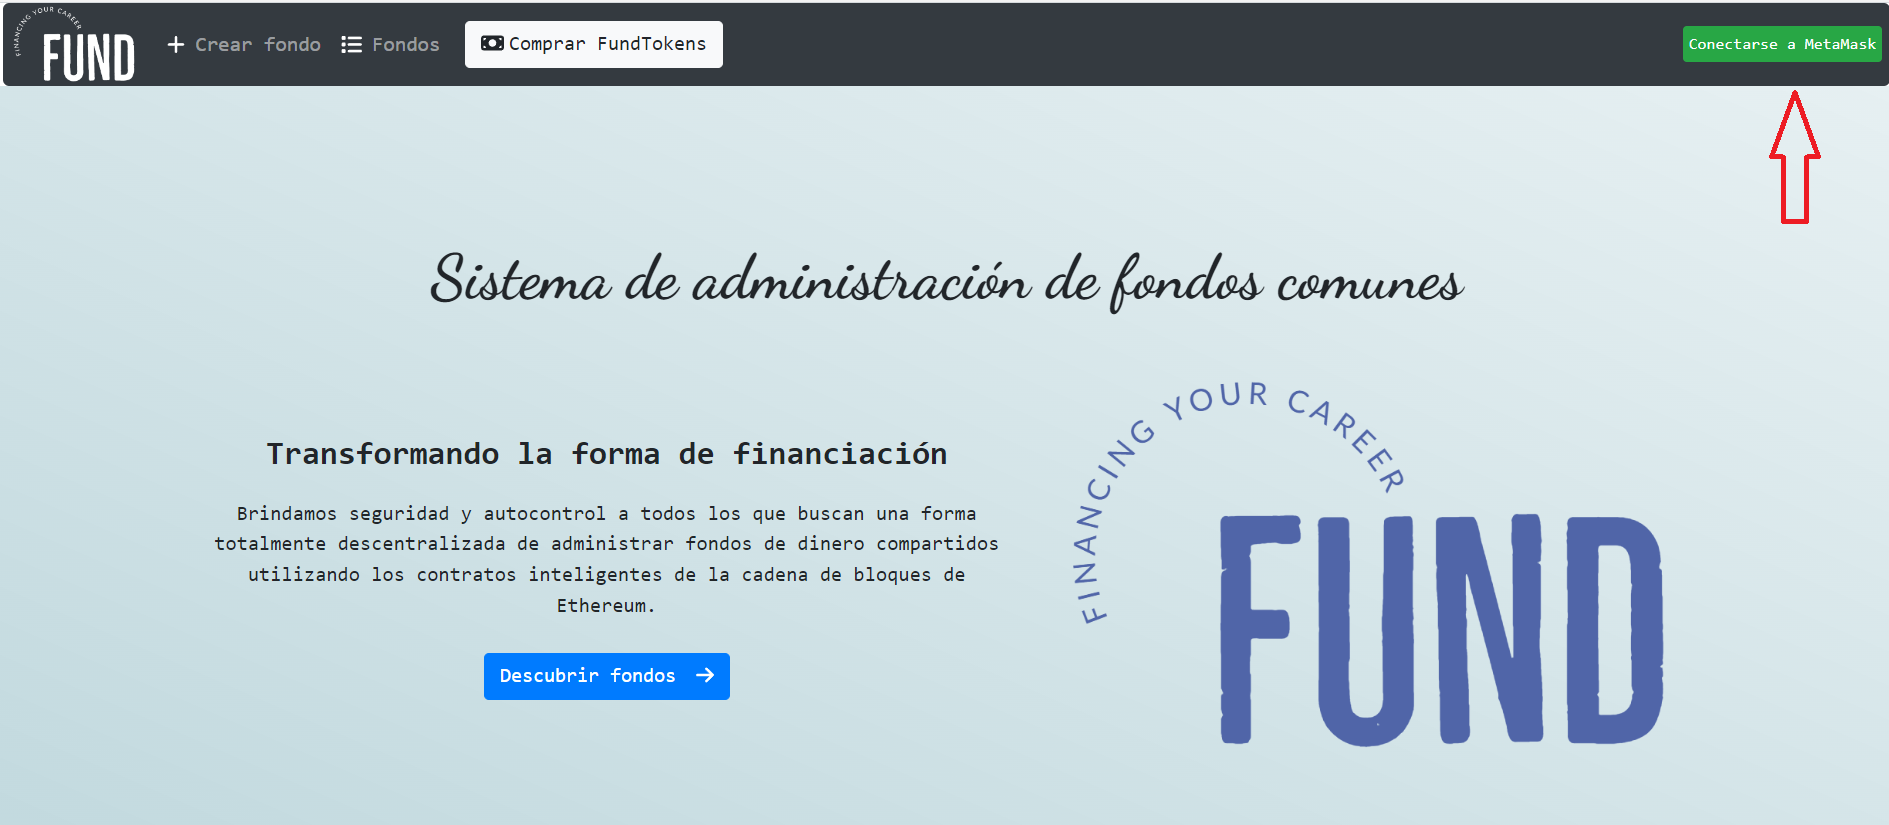 FINANCING YOUR CAREER
FUND
Crear fondo
Fondos
Comprar FundTokens
Conectarse a MetaMask
Sistema de administración de fondos comunes
Transformando la forma de financiación
Brindamos seguridad y autocontrol a todos los que buscan una forma
totalmente descentralizada de administrar fondos de dinero compartidos
utilizando los contratos inteligentes de la cadena de bloques de
Ethereum.
Descubrir fondos
FINANCING YOUR CAREER
FUND